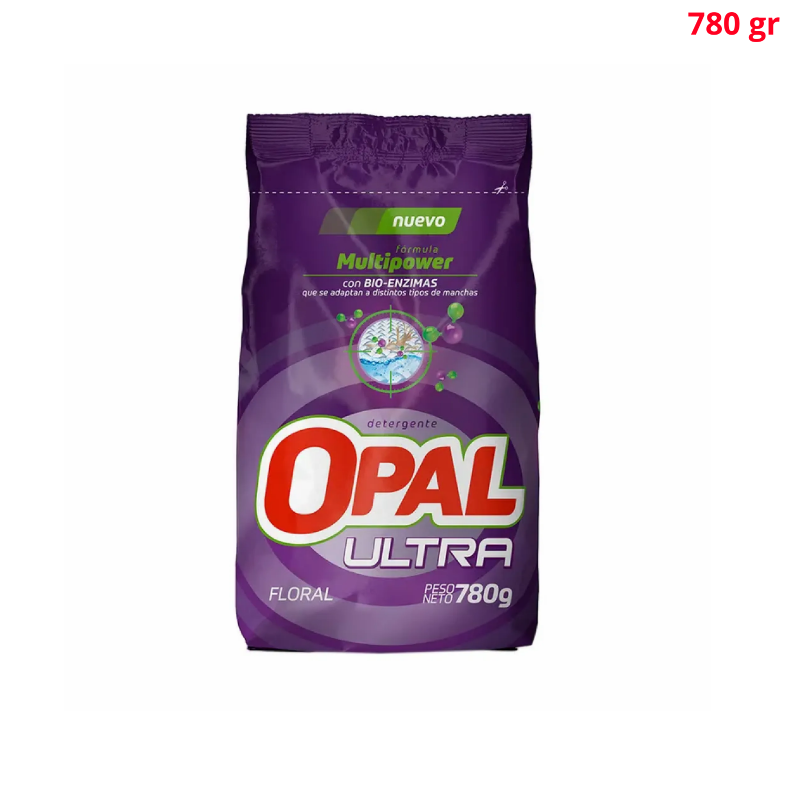 780 gr
nuevo
fórmula
Multipower
con BIO-ENZIMAS
que se adaptan a distintos tipos de manchas
detergente
OPAL
ULTRA
FLORAL
PESO
NETO 780g